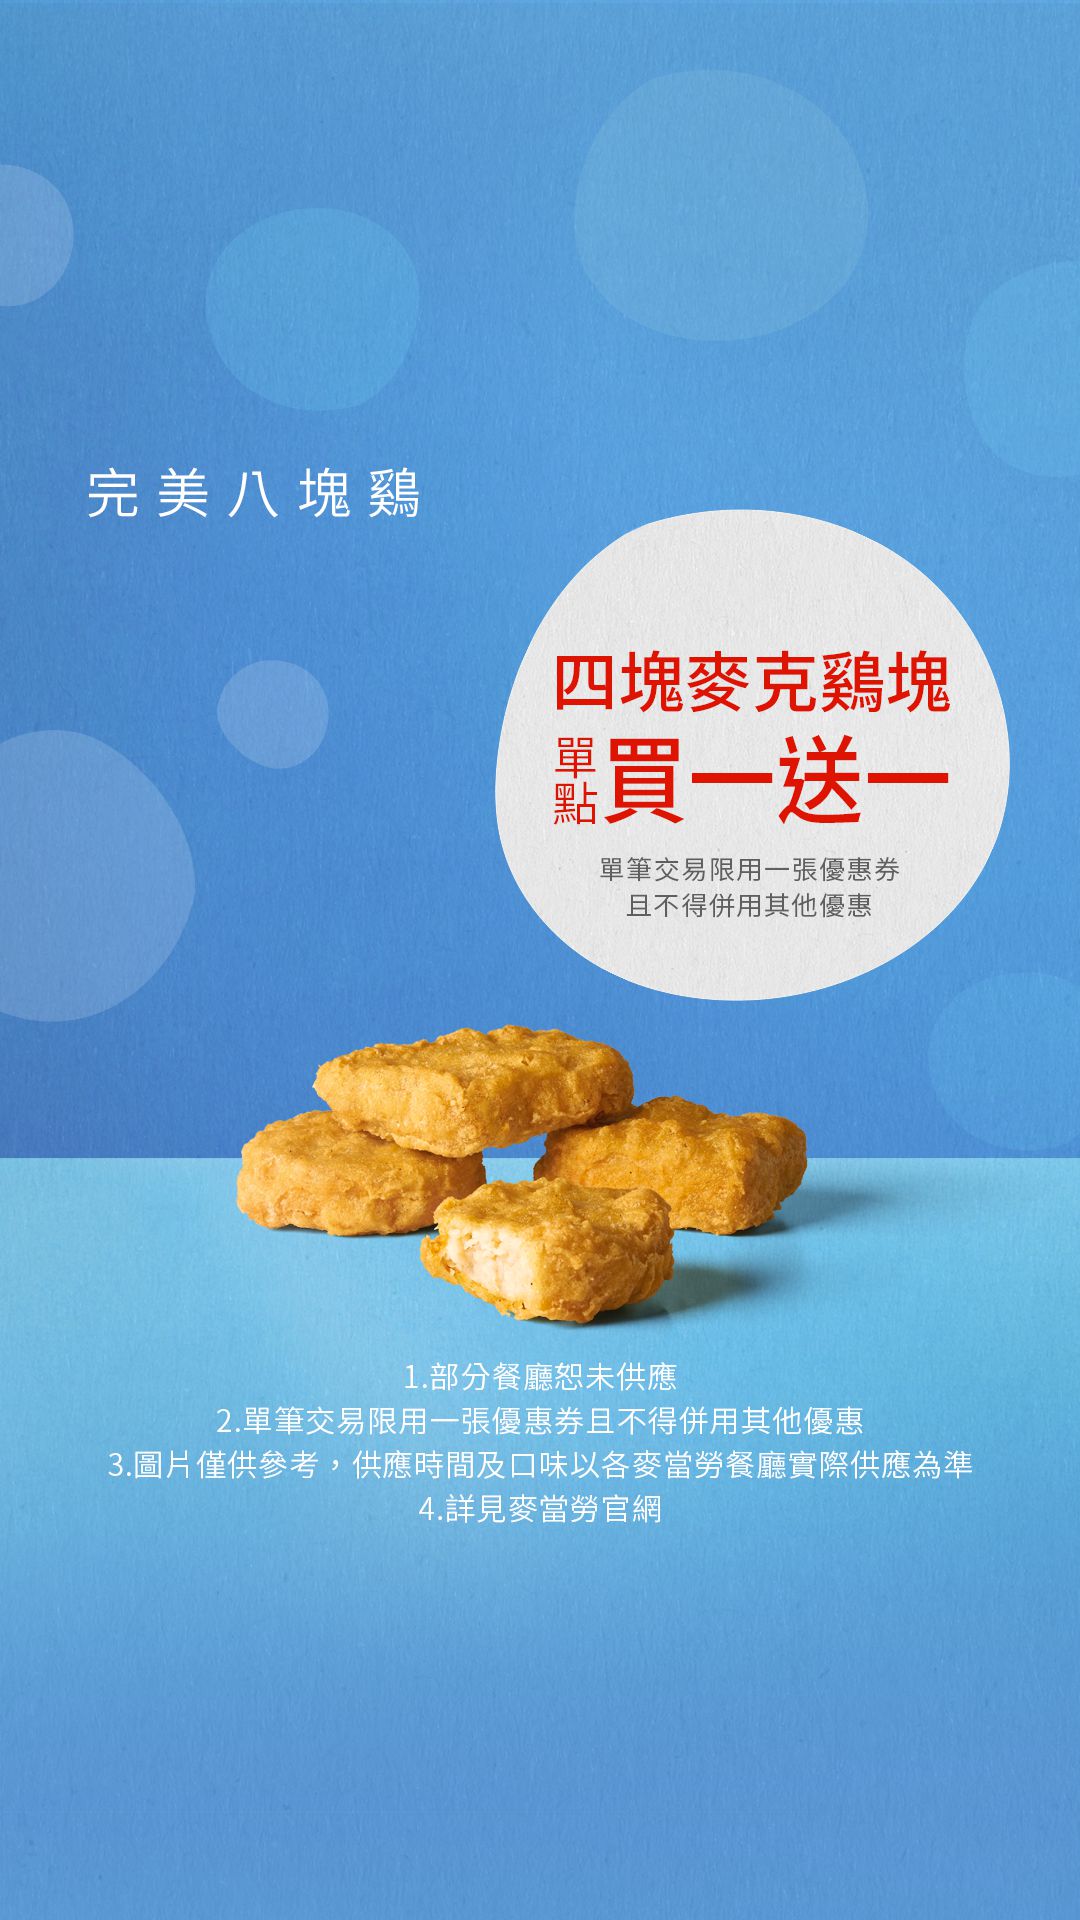 完美八塊鷄
四塊麥克鷄塊
單點買一送一
單筆交易限用一張優惠券
且不得併用其他優惠
1.部分餐廳恕未供應
2.單筆交易限用一張優惠券且不得併用其他優惠
3.圖片僅供參考，供應時間及口味以各麥當勞餐廳實際供應為準
4.詳見麥當勞官網